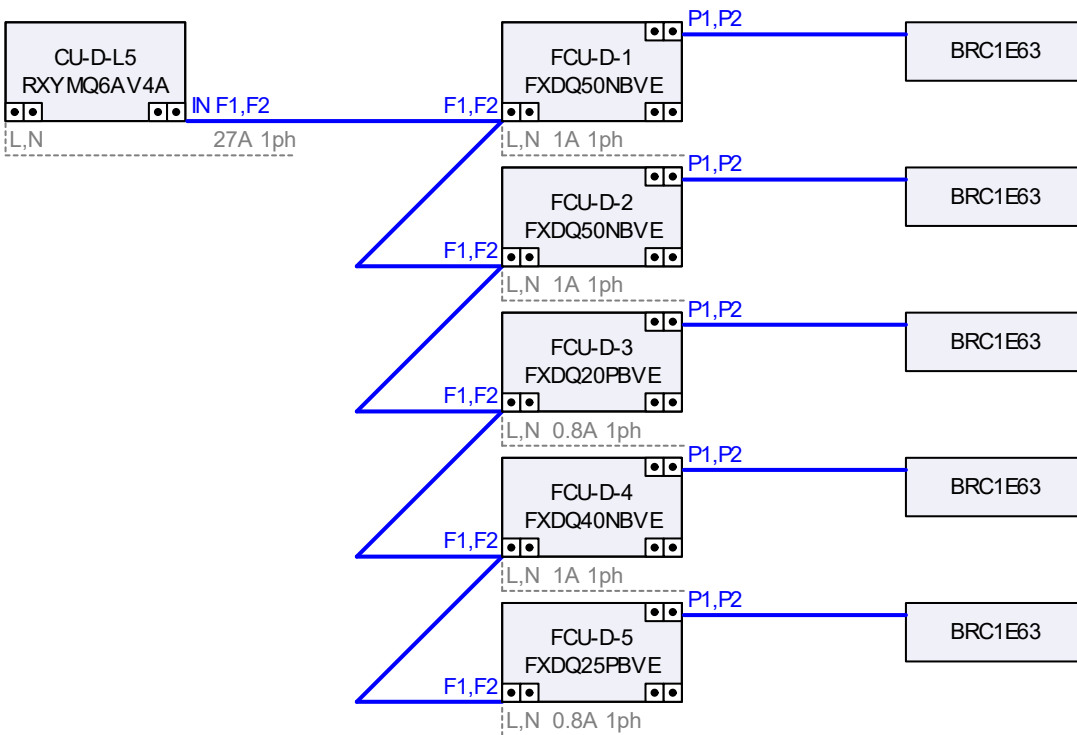 CU-D-L5
RXYMQ6AV4A
IN F1,F2
L,N 27A 1ph
FCU-D-1
FXDQ50NBVE
F1,F2
P1,P2
L,N 1A 1ph
BRC1E63
FCU-D-2
FXDQ50NBVE
F1,F2
P1,P2
L,N 1A 1ph
BRC1E63
FCU-D-3
FXDQ20PBVE
F1,F2
P1,P2
L,N 0.8A 1ph
BRC1E63
FCU-D-4
FXDQ40NBVE
F1,F2
P1,P2
L,N 1A 1ph
BRC1E63
FCU-D-5
FXDQ25PBVE
F1,F2
P1,P2
L,N 0.8A 1ph
BRC1E63